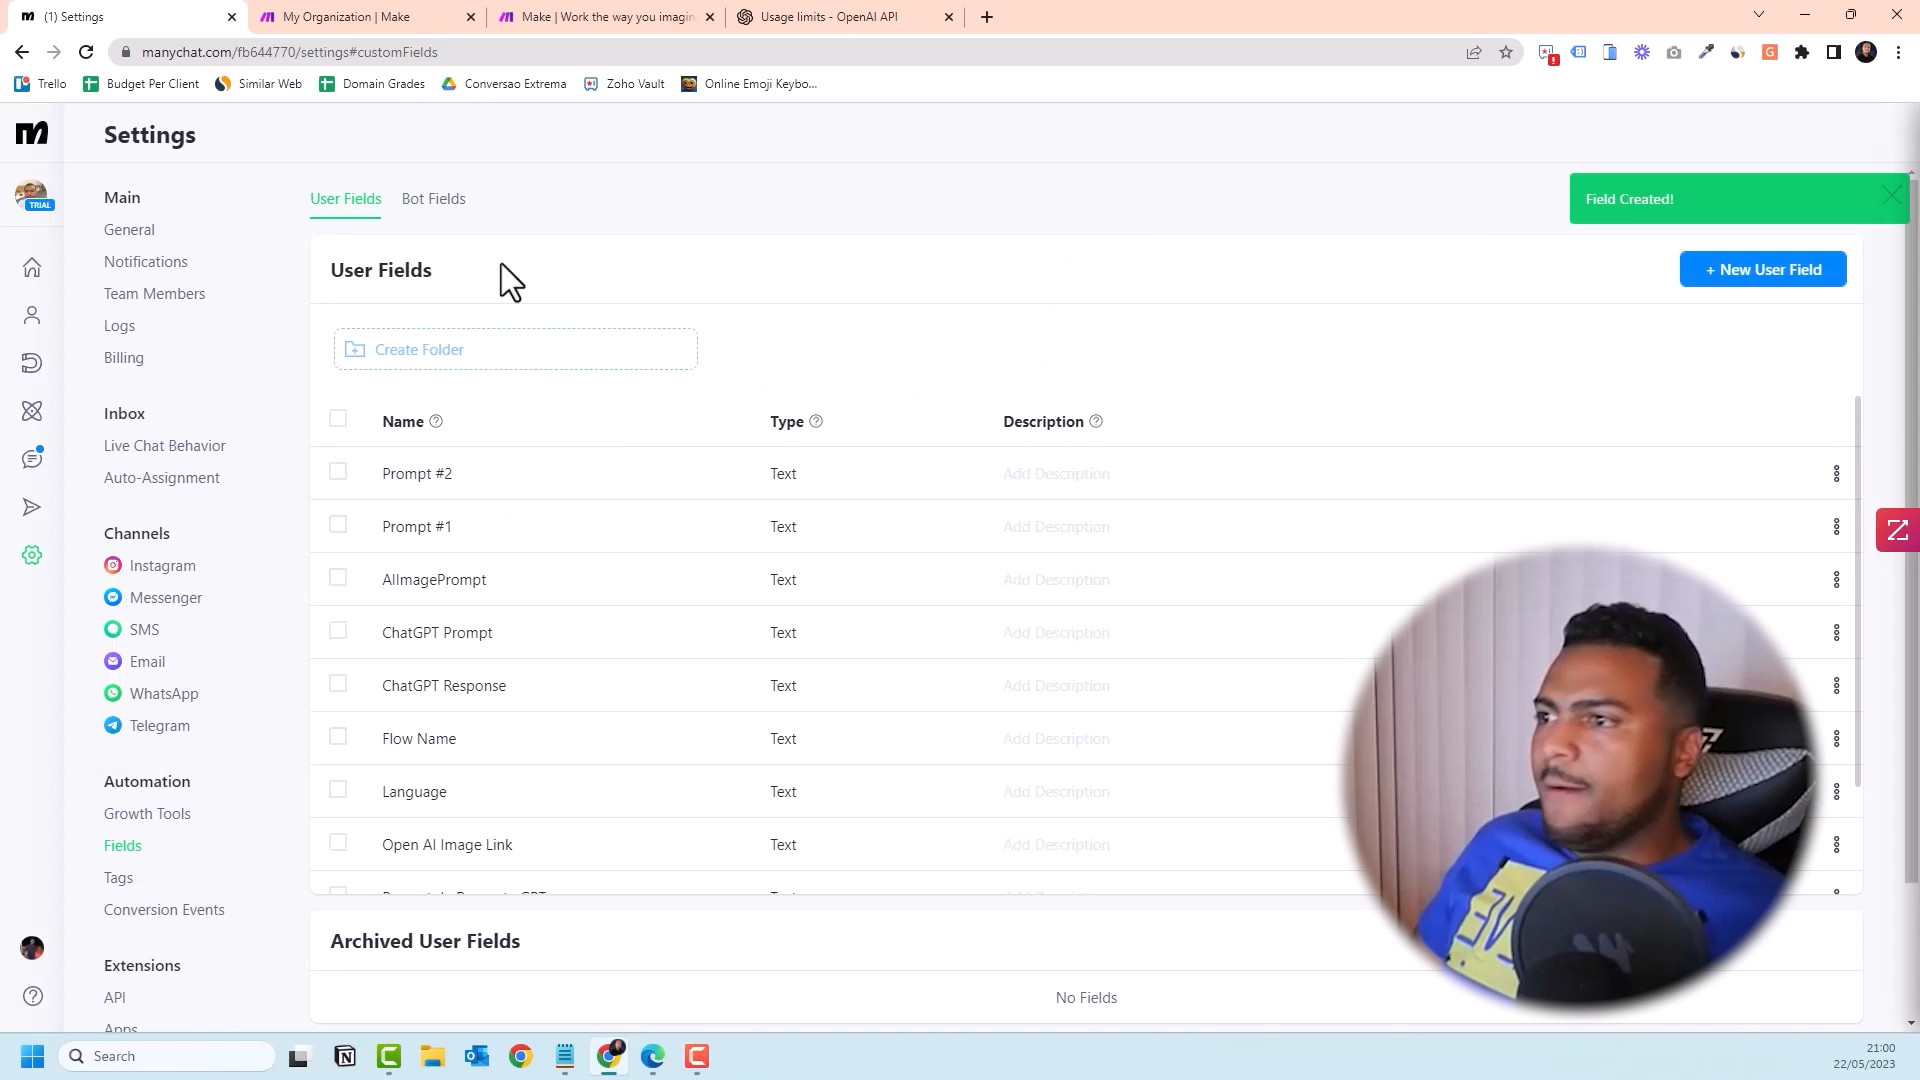 (1) Settings
My Organization | Make
Make | Work the way you imagin
Usage limits - OpenAI API
manychat.com/fb644770/settings#customFields
Trello
Budget Per Client
Similar Web
Domain Grades
Conversao Extrema
Zoho Vault
Online Emoji Keybo...
Settings
TRIAL
Main
General
Notifications
Team Members
Logs
Billing
Inbox
Live Chat Behavior
Auto-Assignment
Channels
Instagram
Messenger
SMS
Email
WhatsApp
Telegram
Automation
Growth Tools
Fields
Tags
Conversion Events
Extensions
API
Apps
User Fields
Bot Fields
Field Created!
User Fields
+ New User Field
Create Folder
Name
Type
Description
Prompt #2
Text
Add Description
Prompt #1
Text
Add Description
AIImagePrompt
Text
Add Description
ChatGPT Prompt
Text
Add Description
ChatGPT Response
Text
Add Description
Flow Name
Text
Add Description
Language
Text
Add Description
Open AI Image Link
Text
Add Description
Archived User Fields
No Fields
Search
21:00
22/05/2023